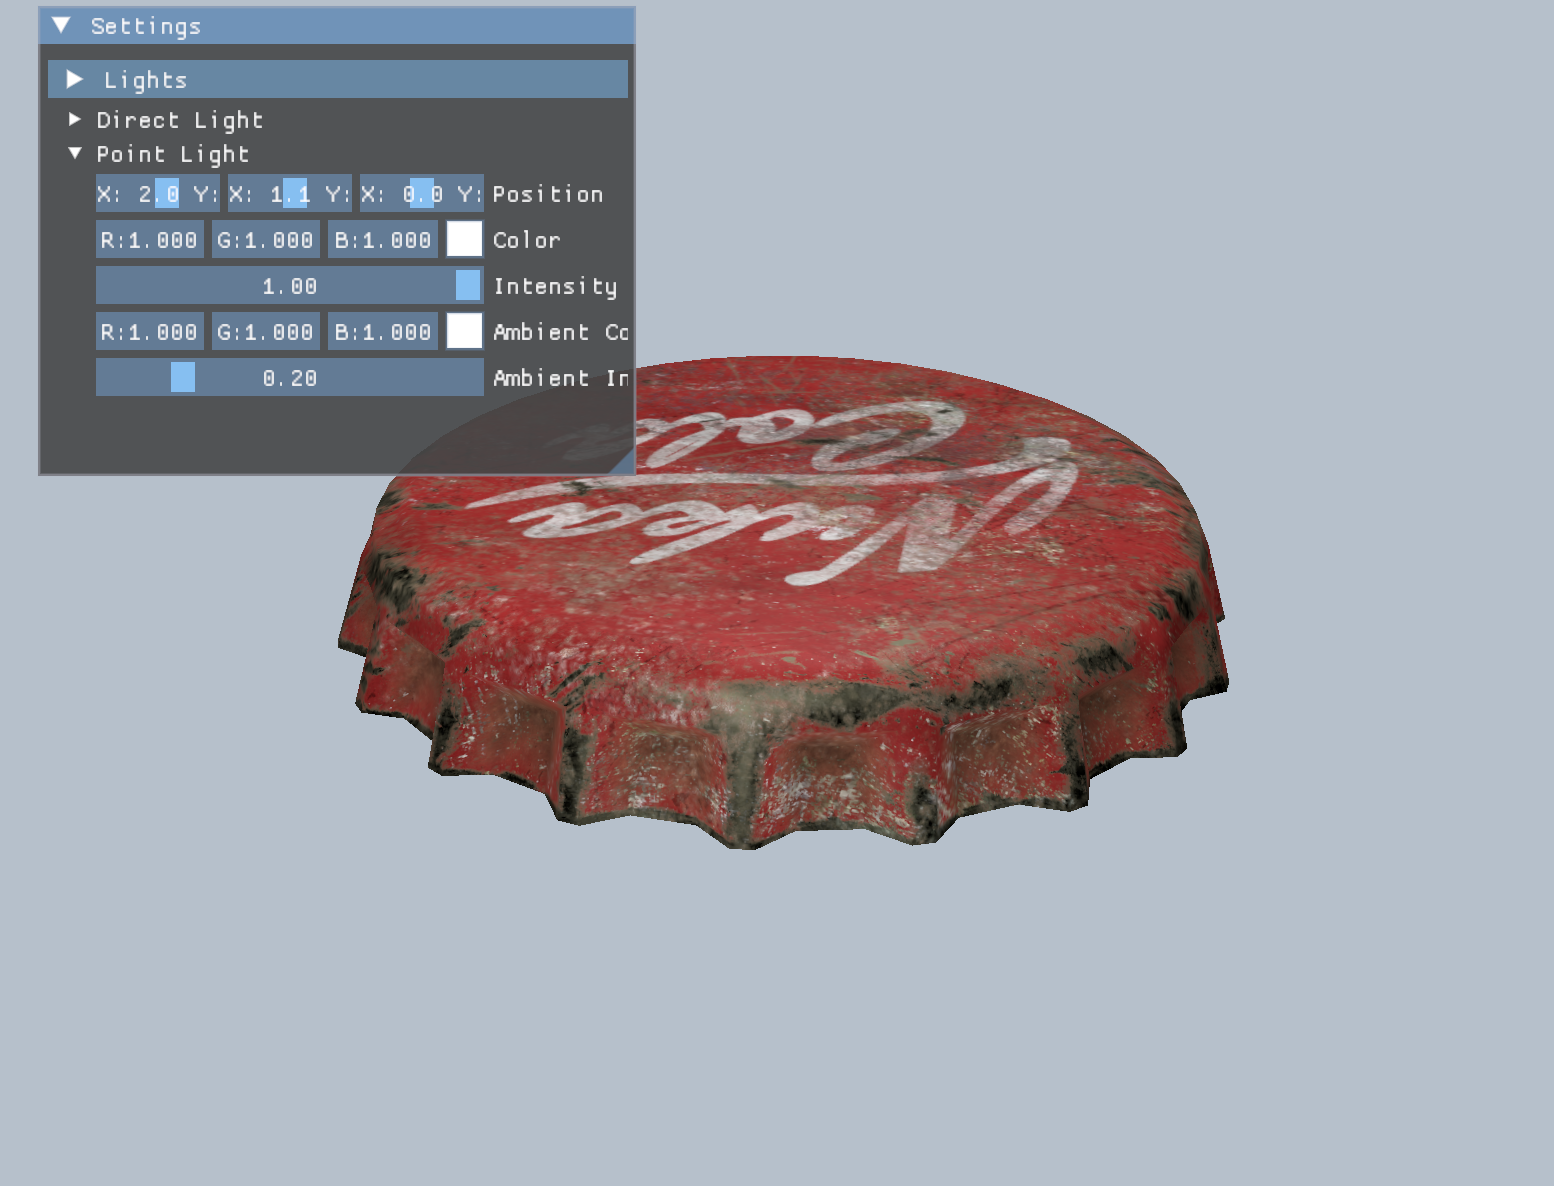 Settings
Lights
Direct Light
Point Light
X: 2.0 Y: X: 1.1 Y: X: 0.0 Y: Position
R:1.000 G:1.000 B:1.000 Color
1.00 Intensity
R:1.000 G:1.000 B:1.000 Ambient Co
0.20 Ambient In
Nuka
Cola